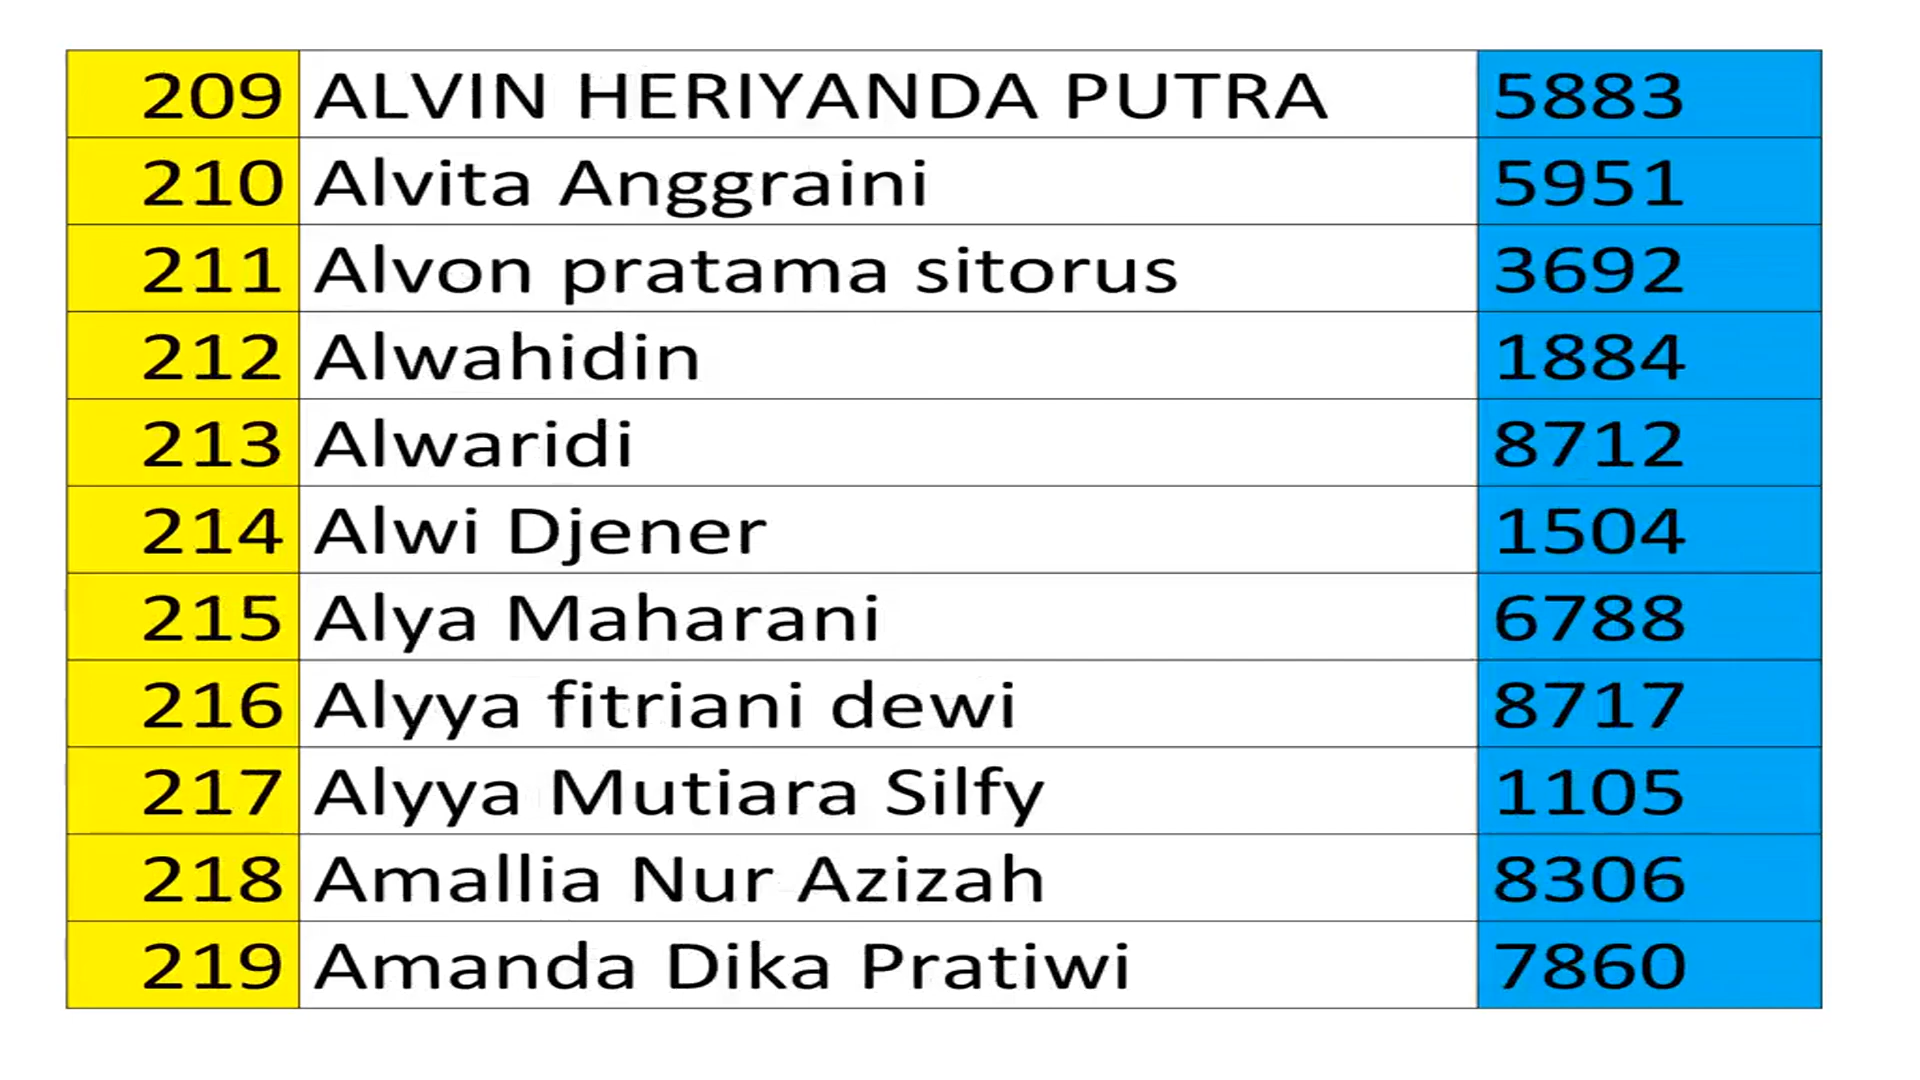 209 ALVIN HERIYANDA PUTRA 5883
210 Alvita Anggraini 5951
211 Alvon pratama sitorus 3692
212 Alwahidin 1884
213 Alwaridi 8712
214 Alwi Djener 1504
215 Alya Maharani 6788
216 Alyya fitriani dewi 8717
217 Alyya Mutiara Silfy 1105
218 Amallia Nur Azizah 8306
219 Amanda Dika Pratiwi 7860